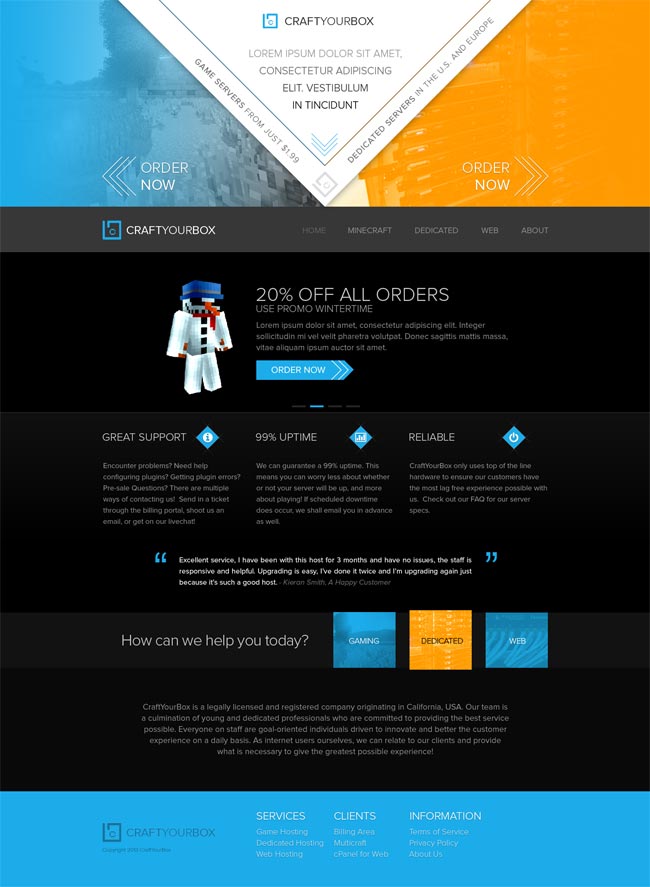 CRAFTYOURBOX
LOREM IPSUM DOLOR SIT AMET,
CONSECTETUR ADIPISCING
ELIT. VESTIBULUM
IN TINCIDUNT
GAME SERVERS FROM JUST $1.99
DEDICATED SERVERS IN THE U.S. AND EUROPE
ORDER
NOW
ORDER
NOW
CRAFTYOURBOX
HOME MINECRAFT DEDICATED WEB ABOUT
20% OFF ALL ORDERS
USE PROMO WINTERTIME
Lorem ipsum dolor sit amet, consectetur adipiscing elit. Integer
sollicitudin mi vel velit pharetra volutpat. Donec sagittis mattis massa,
vitae aliquam ipsum auctor sit amet.
ORDER NOW
GREAT SUPPORT
Encounter problems? Need help
configuring plugins? Getting plugin errors?
Pre-sale Questions? There are multiple
ways of contacting us! Send in a ticket
through the billing portal, shoot us an
email, or get on our livechat!
99% UPTIME
We can guarantee a 99% uptime. This
means you can worry less about whether
or not your server will be up, and more
about playing! If scheduled downtime
does occur, we shall email you in advance
as well.
RELIABLE
CraftYourBox only uses top of the line
hardware to ensure our customers have
the most lag free experience possible with
us. Check out our FAQ for our server
specs.
“ Excellent service, I have been with this host for 3 months and have no issues, the staff is ”
responsive and helpful. Upgrading is easy, I've done it twice and I'm upgrading again just
because it's such a good host. - Kieran Smith, A Happy Customer
How can we help you today?
GAMING DEDICATED WEB
CraftYourBox is a legally licensed and registered company originating in California, USA. Our team is
a culmination of young and dedicated professionals who are committed to providing the best service
possible. Everyone on staff are goal-oriented individuals driven to innovate and better the customer
experience on a daily basis. As internet users ourselves, we can relate to our clients and provide
what is necessary to give the greatest possible experience!
CRAFTYOURBOX
Copyright 2013 CraftYourBox
SERVICES
Game Hosting
Dedicated Hosting
Web Hosting
CLIENTS
Billing Area
Multicraft
cPanel for Web
INFORMATION
Terms of Service
Privacy Policy
About Us